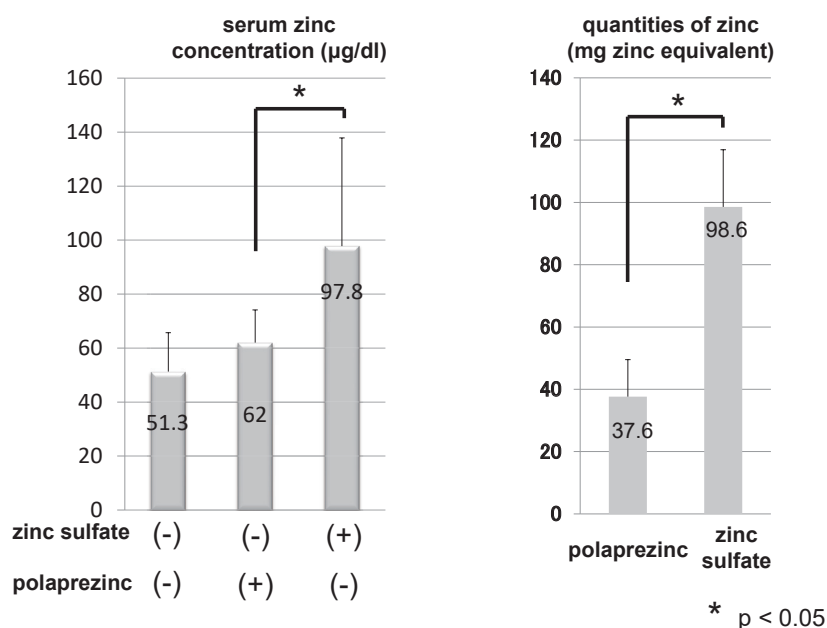 serum zinc
concentration (µg/dl)
160
140
120
100
80
60
40
20
0
*
51.3
62
97.8
zinc sulfate (-) (-) (+)
polaprezinc (-) (+) (-)
quantities of zinc
(mg zinc equivalent)
140
120
100
80
60
40
20
0
*
37.6
98.6
polaprezinc
zinc
sulfate
* p < 0.05